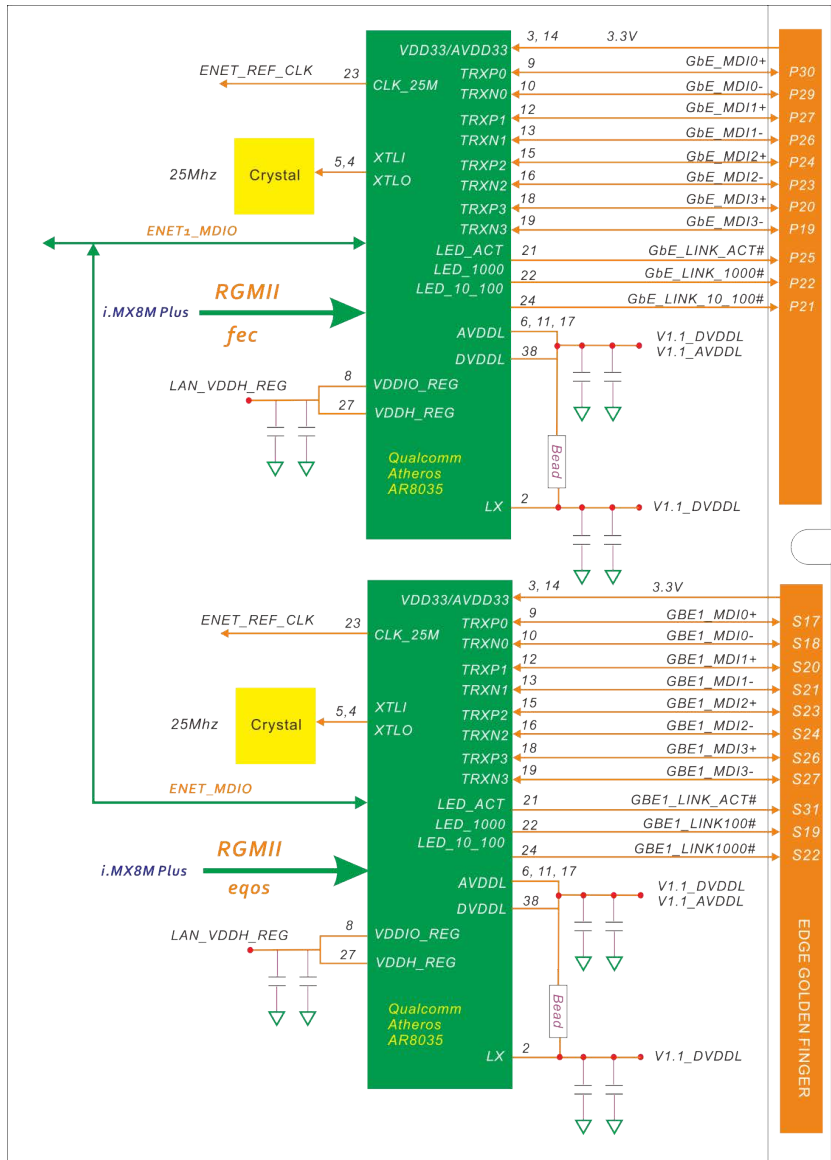 3, 14 3.3V
VDD33/AVDD33
ENET_REF_CLK 23 CLK_25M
TRXP0 9 GbE_MDI0+ P30
TRXN0 10 GbE_MDI0- P29
TRXP1 12 GbE_MDI1+ P27
TRXN1 13 GbE_MDI1- P26
TRXP2 15 GbE_MDI2+ P24
TRXN2 16 GbE_MDI2- P23
TRXP3 18 GbE_MDI3+ P20
TRXN3 19 GbE_MDI3- P19
25Mhz Crystal 5,4 XTLI
XTLO
ENET1_MDIO
LED_ACT 21 GbE_LINK_ACT# P25
LED_1000 22 GbE_LINK_1000# P22
LED_10_100 24 GbE_LINK_10_100# P21
i.MX8M Plus RGMII
fec
AVDDL 6, 11, 17 V1.1_DVDDL
V1.1_AVDDL
DVDDL 38
LAN_VDDH_REG 8 VDDIO_REG
27 VDDH_REG
Bead
Qualcomm
Atheros
AR8035
LX 2 V1.1_DVDDL
3, 14 3.3V
VDD33/AVDD33
ENET_REF_CLK 23 CLK_25M
TRXP0 9 GBE1_MDI0+ S17
TRXN0 10 GBE1_MDI0- S18
TRXP1 12 GBE1_MDI1+ S20
TRXN1 13 GBE1_MDI1- S21
TRXP2 15 GBE1_MDI2+ S23
TRXN2 16 GBE1_MDI2- S24
TRXP3 18 GBE1_MDI3+ S26
TRXN3 19 GBE1_MDI3- S27
25Mhz Crystal 5,4 XTLI
XTLO
ENET_MDIO
LED_ACT 21 GBE1_LINK_ACT# S31
LED_1000 22 GBE1_LINK100# S19
LED_10_100 24 GBE1_LINK1000# S22
i.MX8M Plus RGMII
eqos
AVDDL 6, 11, 17 V1.1_DVDDL
V1.1_AVDDL
DVDDL 38
LAN_VDDH_REG 8 VDDIO_REG
27 VDDH_REG
Bead
Qualcomm
Atheros
AR8035
LX 2 V1.1_DVDDL
EDGE GOLDEN FINGER